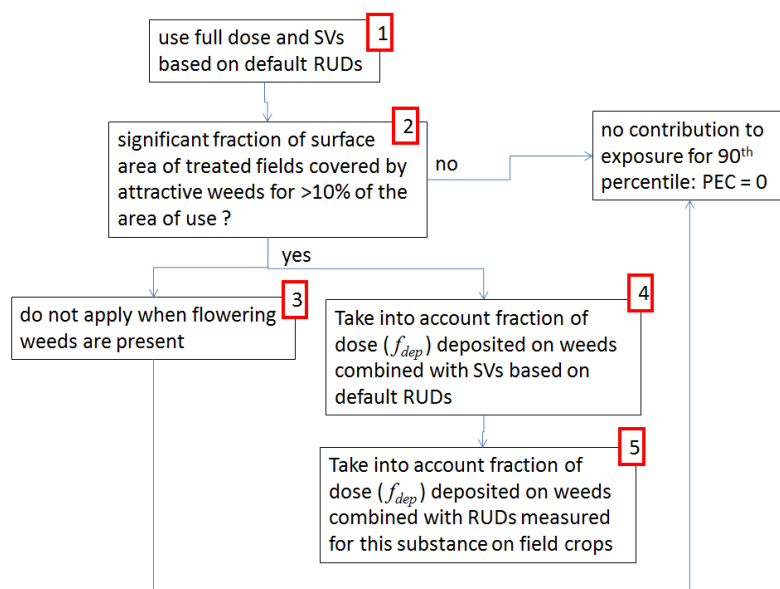 1
use full dose and SVs
based on default RUDs
2
significant fraction of surface
area of treated fields covered by
attractive weeds for >10% of the
area of use ?
no
no contribution to
exposure for 90th
percentile: PEC = 0
yes
3
do not apply when flowering
weeds are present
4
Take into account fraction of
dose (fdep) deposited on weeds
combined with SVs based on
default RUDs
5
Take into account fraction of
dose (fdep) deposited on weeds
combined with RUDs measured
for this substance on field crops